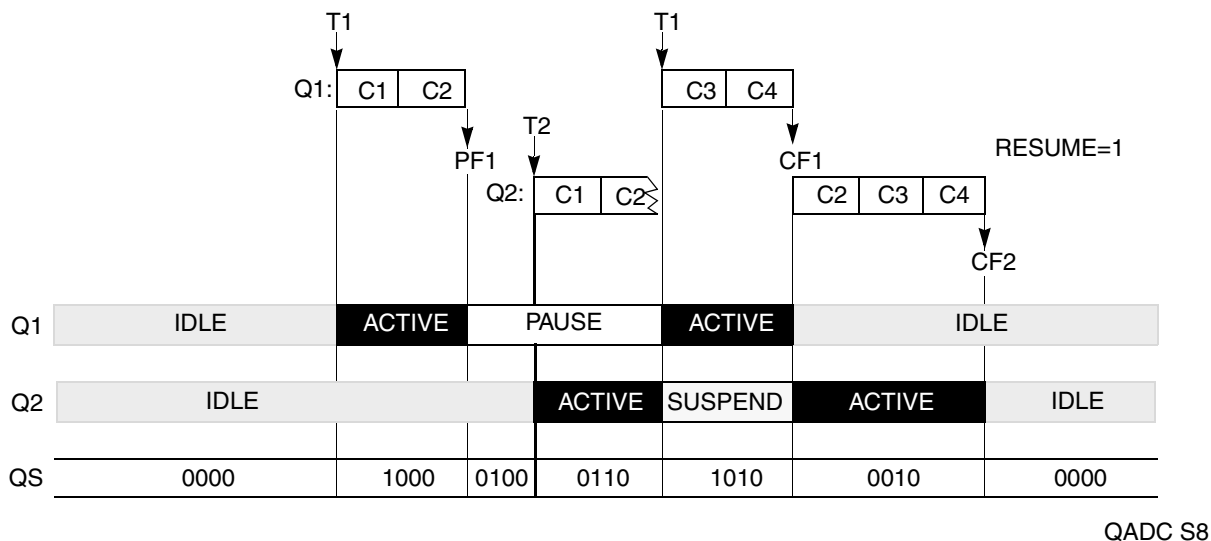 T1 T1
Q1: C1 C2 C3 C4
T2
PF1 CF1 RESUME=1
Q2: C1 C2 C2 C3 C4
CF2
Q1 IDLE ACTIVE PAUSE ACTIVE IDLE
Q2 IDLE ACTIVE SUSPEND ACTIVE IDLE
QS 0000 1000 0100 0110 1010 0010 0000
QADC S8